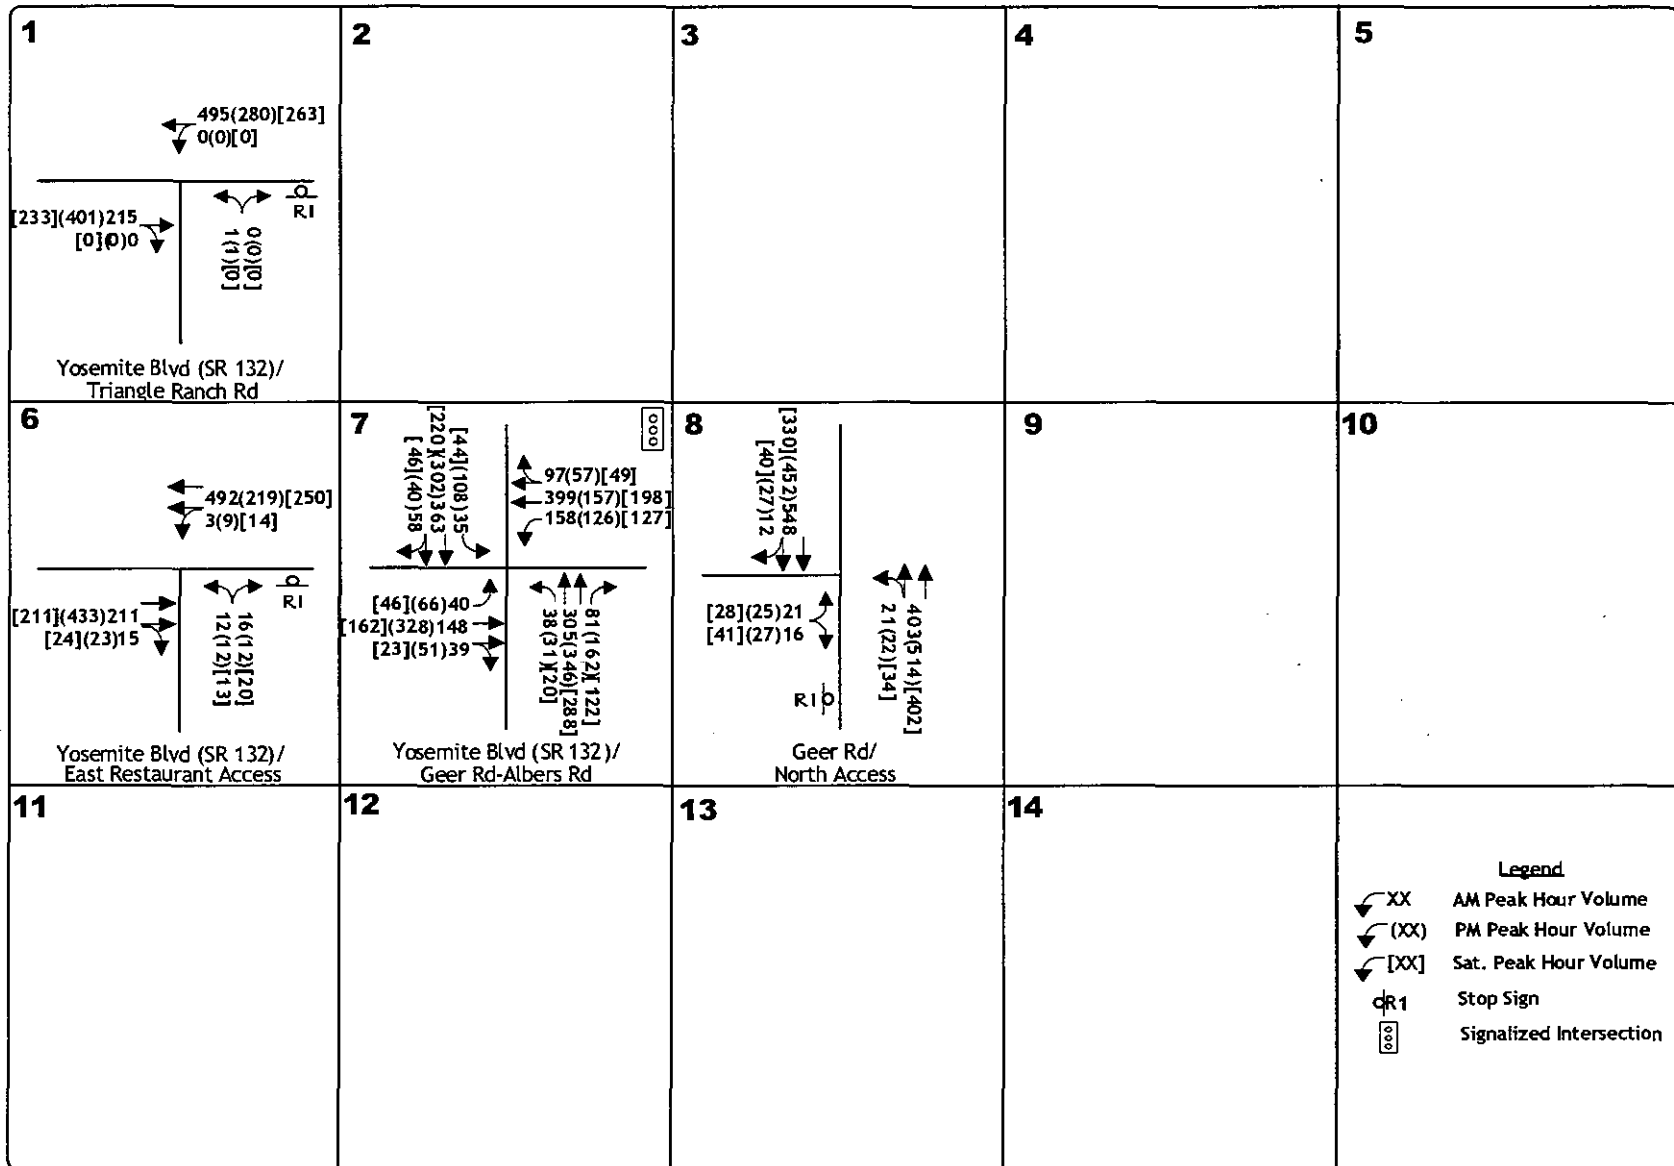 1
2
3
4
5
495(280)[263]
0(0)[0]
R1
[233](401)215
[0](0)0
1(1)[0]
0(0)[0]
Yosemite Blvd (SR 132)/
Triangle Ranch Rd
6
7
8
9
10
492(219)[250]
3(9)[14]
R1
[211](433)211
[24](23)15
12(12)[13]
16(12)[20]
Yosemite Blvd (SR 132)/
East Restaurant Access
[46](40)58
[220](302)363
[44](108)35
97(57)[49]
399(157)[198]
158(126)[127]
[46](66)40
[162](328)148
[23](51)39
38(31)[20]
305(346)[288]
81(162)[122]
Yosemite Blvd (SR 132)/
Geer Rd-Albers Rd
[40](27)12
[330](452)548
[28](25)21
[41](27)16
R1
21(22)[34]
403(514)[402]
Geer Rd/
North Access
11
12
13
14
Legend
XX AM Peak Hour Volume
(XX) PM Peak Hour Volume
[XX] Sat. Peak Hour Volume
R1 Stop Sign
Signalized Intersection